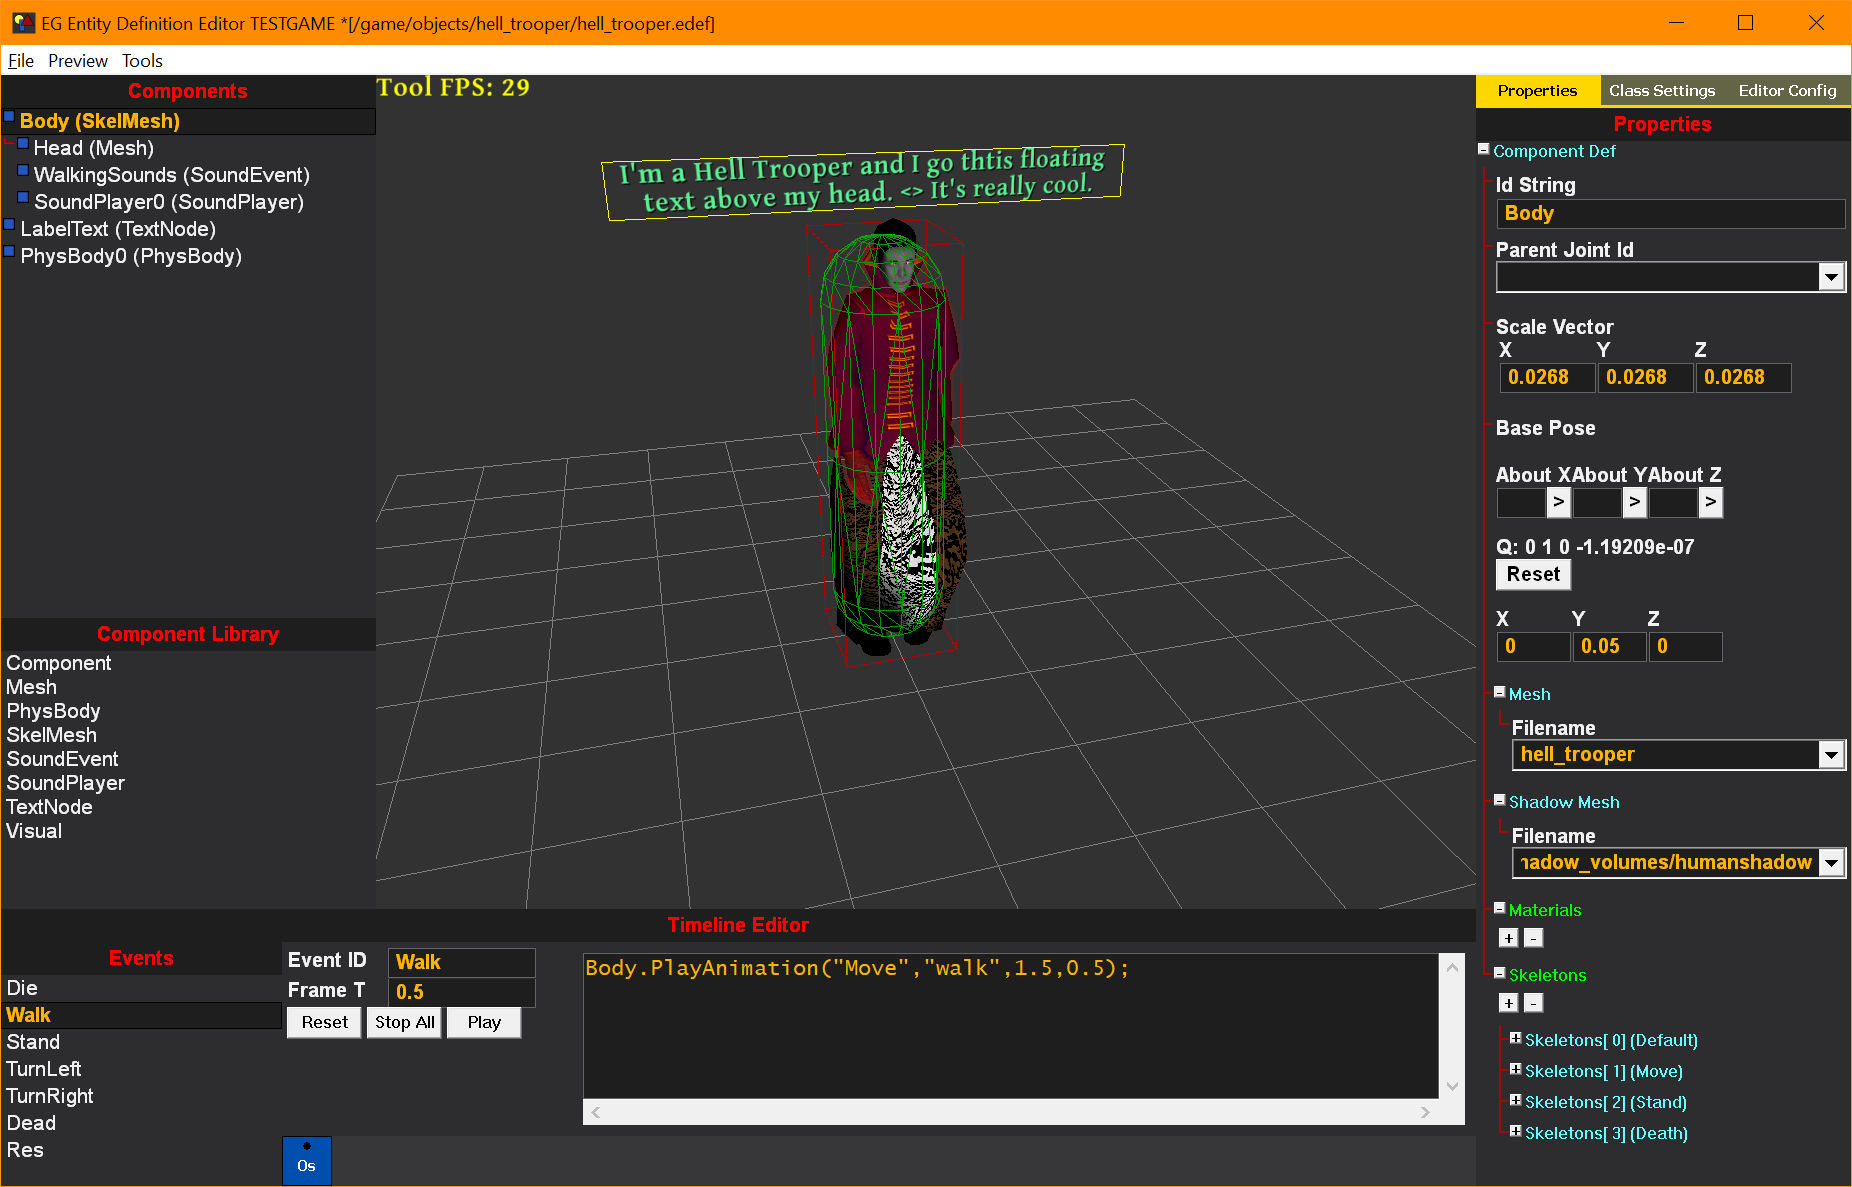 EG Entity Definition Editor TESTGAME *[/game/objects/hell_trooper/hell_trooper.edef]
File Preview Tools
Components
Body (SkelMesh)
Head (Mesh)
WalkingSounds (SoundEvent)
SoundPlayer0 (SoundPlayer)
LabelText (TextNode)
PhysBody0 (PhysBody)
Component Library
Component
Mesh
PhysBody
SkelMesh
SoundEvent
SoundPlayer
TextNode
Visual
Tool FPS: 29
I'm a Hell Trooper and I go thtis floating
text above my head. <> It's really cool.
Timeline Editor
Events
Die
Walk
Stand
TurnLeft
TurnRight
Dead
Res
Event ID Walk
Frame T 0.5
Reset Stop All Play
Body.PlayAnimation("Move","walk",1.5,0.5);
0s
Properties Class Settings Editor Config
Properties
Component Def
Id String
Body
Parent Joint Id
Scale Vector
X Y Z
0.0268 0.0268 0.0268
Base Pose
About X About Y About Z
> > >
Q: 0 1 0 -1.19209e-07
Reset
X Y Z
0 0.05 0
Mesh
Filename
hell_trooper
Shadow Mesh
Filename
hadow_volumes/humanshadow
Materials
+ -
Skeletons
+ -
Skeletons[ 0] (Default)
Skeletons[ 1] (Move)
Skeletons[ 2] (Stand)
Skeletons[ 3] (Death)